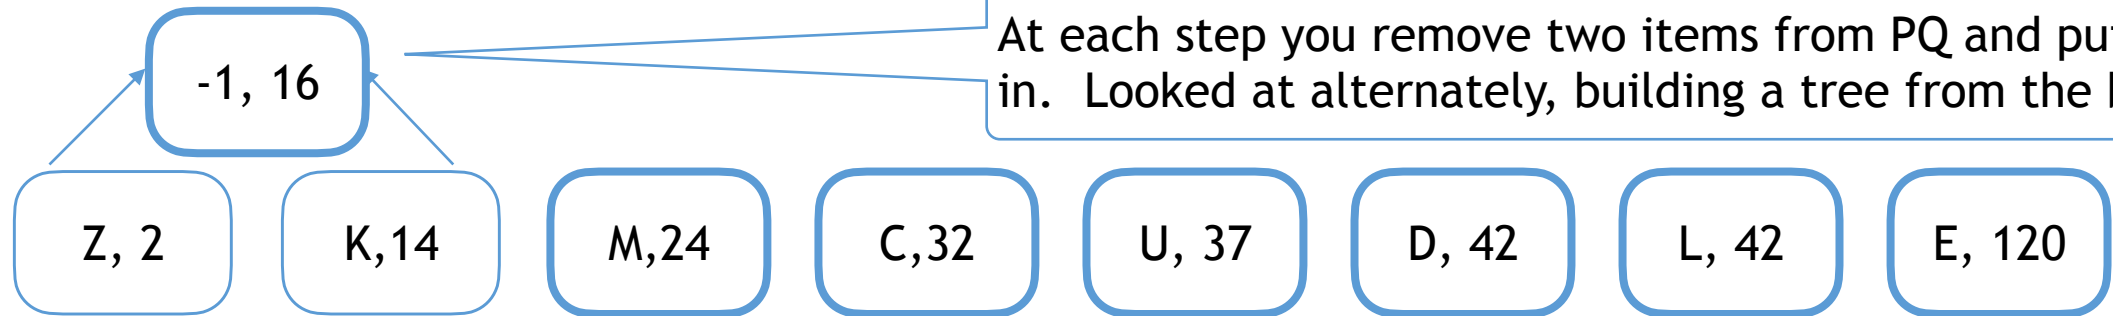 At each step you remove two items from PQ and
in. Looked at alternately, building a tree from the
-1, 16
Z, 2
K,14
M,24
C,32
U, 37
D, 42
L, 42
E, 120